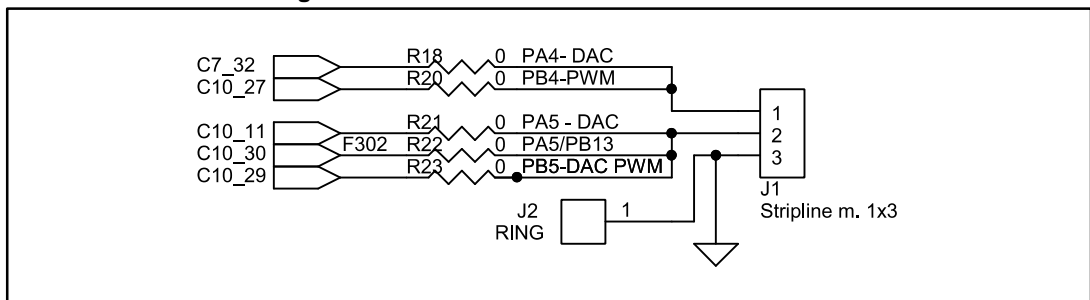 C7_32 R18 0 PA4- DAC
C10_27 R20 0 PB4-PWM
C10_11 R21 0 PA5 - DAC
C10_30 F302 R22 0 PA5/PB13
C10_29 R23 0 PB5-DAC PWM
1
2
3
J1
Stripline m. 1x3
J2 1
RING